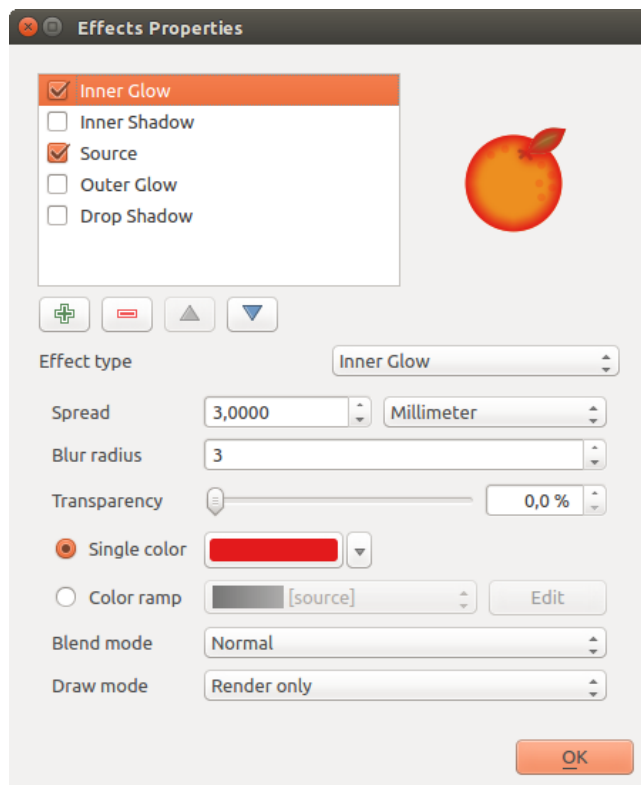 Effects Properties
Inner Glow
Inner Shadow
Source
Outer Glow
Drop Shadow
Effect type Inner Glow
Spread 3,0000 Millimeter
Blur radius 3
Transparency 0,0 %
Single color
Color ramp [source] Edit
Blend mode Normal
Draw mode Render only
OK